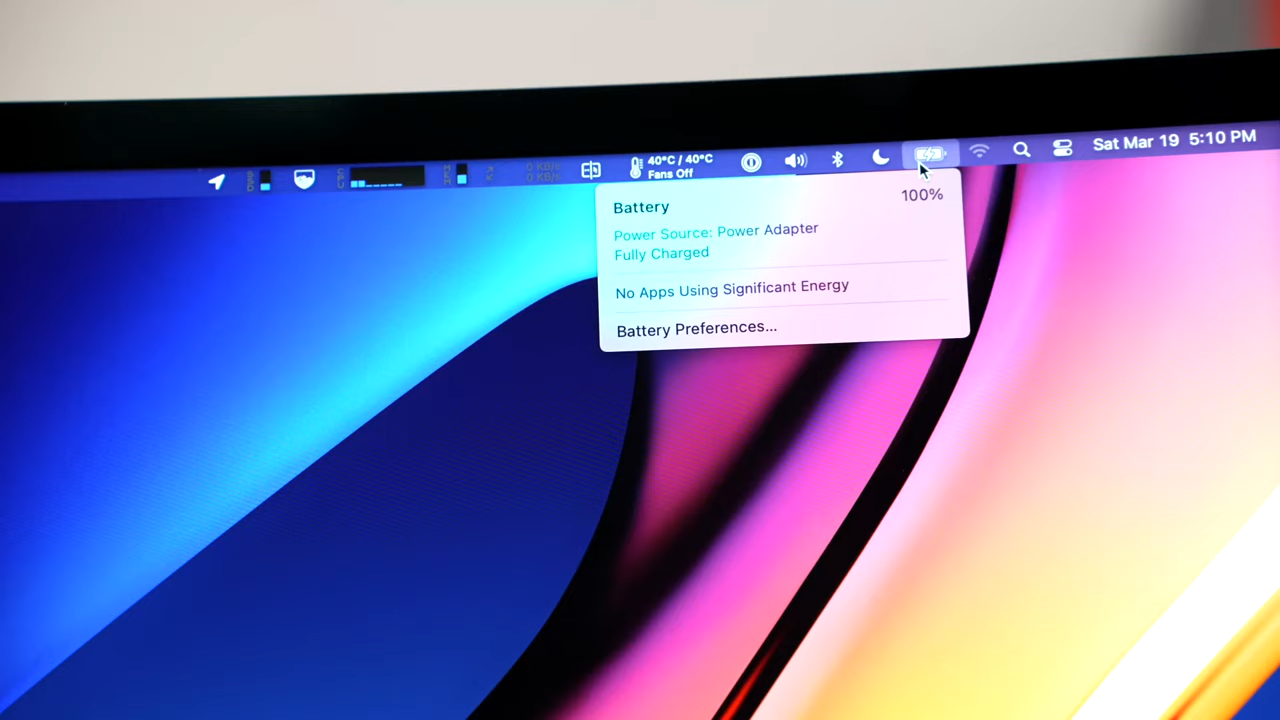 40°C / 40°C
Fans Off
Sat Mar 19 5:10 PM
Battery 100%
Power Source: Power Adapter
Fully Charged
No Apps Using Significant Energy
Battery Preferences...